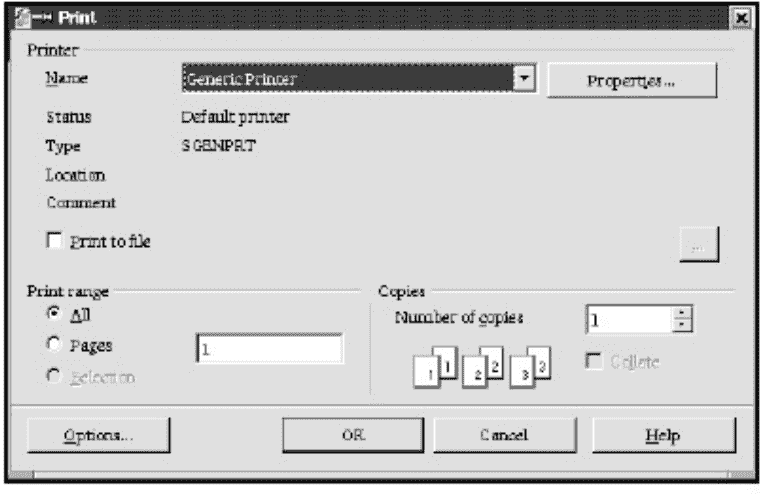 Print
Printer
Name Generic Printer Properties...
Status Default printer
Type SGENPRT
Location
Comment
Print to file ...
Print range Copies
All Number of copies 1
Pages 1
1 1 2 2 3 3 Collate
Selection
Options... OK Cancel Help